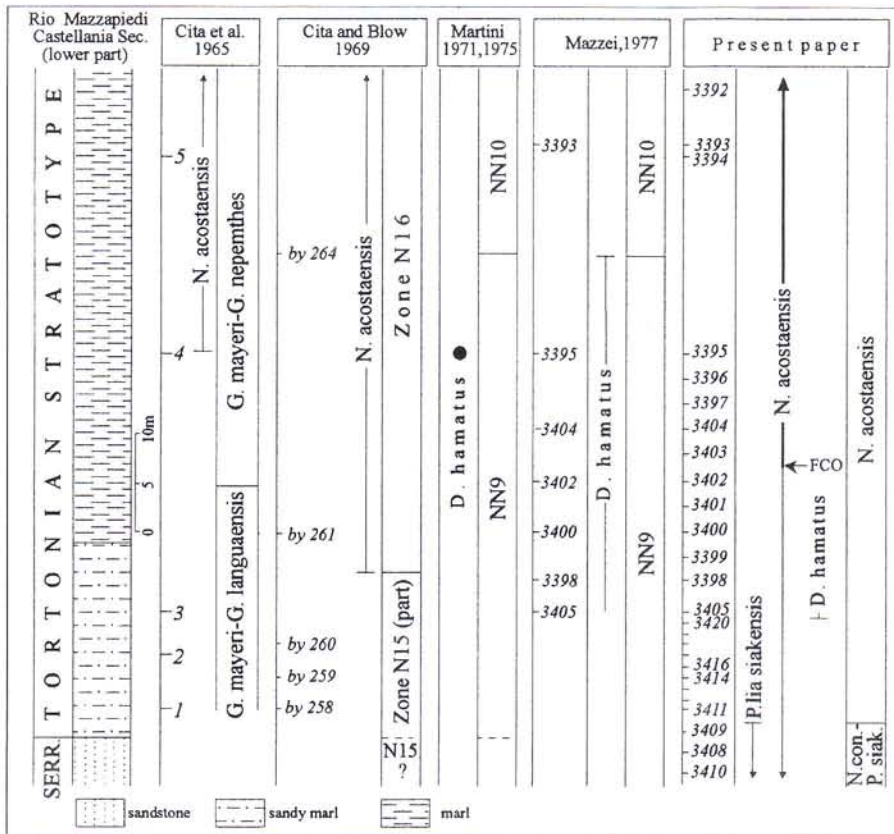 Rio Mazzapiedi
Castellania Sec.
(lower part)
Cita et al.
1965
Cita and Blow
1969
Martini
1971,1975
Mazzei,1977
Present paper
TORTONIAN STRATOTYPE
SERR.
10m
5
0
5
4
3
2
1
N. acostaensis
G. mayeri-G. nepemthes
G. mayeri-G. languaensis
by 264
by 261
by 260
by 259
by 258
N. acostaensis
Zone N16
Zone N15 (part)
N15
?
D. hamatus
NN10
NN9
3393
3395
3404
3402
3400
3398
3405
D. hamatus
NN10
NN9
3392
3393
3394
3395
3396
3397
3404
3403
3402
3401
3400
3399
3398
3405
3420
3416
3414
3411
3409
3408
3410
P.lia siakensis
N. acostaensis
FCO
D. hamatus
N. acostaensis
N.con.-
P. siak.
sandstone
sandy marl
marl